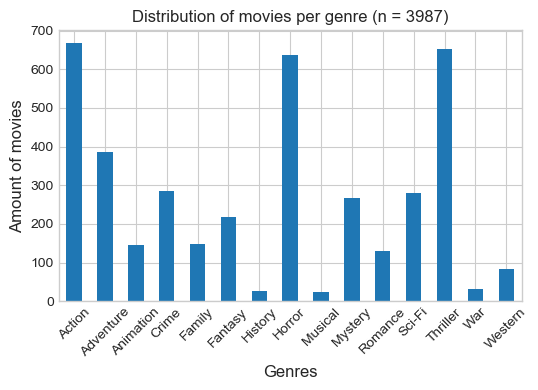 Distribution of movies per genre (n = 3987)
Amount of movies
700
600
500
400
300
200
100
0
Action
Adventure
Animation
Crime
Family
Fantasy
History
Horror
Musical
Mystery
Romance
Sci-Fi
Thriller
War
Western
Genres